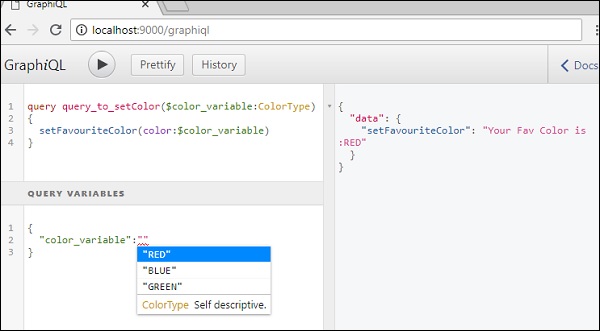 GraphiQL
localhost:9000/graphiql
GraphiQL Prettify History Docs
1 query query_to_setColor($color_variable:ColorType)
2 {
3 setFavouriteColor(color:$color_variable)
4 }
{
"data": {
"setFavouriteColor": "Your Fav Color is
:RED"
}
}
QUERY VARIABLES
1 {
2 "color_variable":""
3 }
"RED"
"BLUE"
"GREEN"
ColorType Self descriptive.